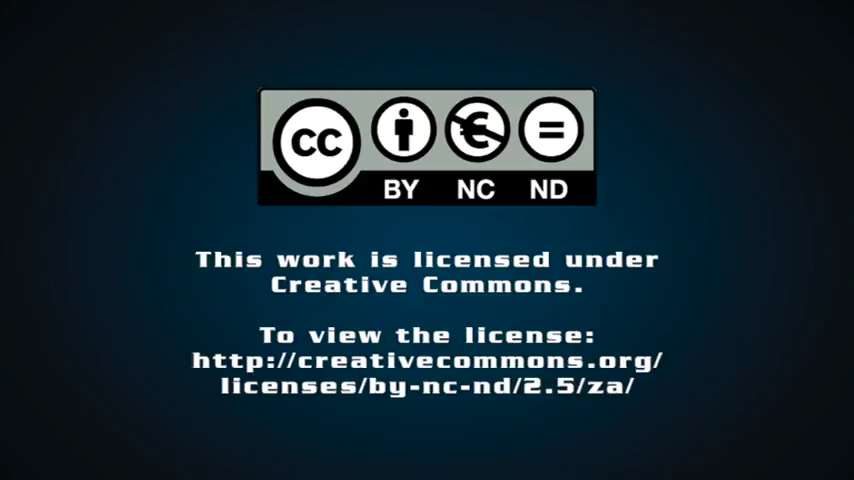 CC
BY NC ND
This work is licensed under
Creative Commons.
To view the license:
http://creativecommons.org/
licenses/by-nc-nd/2.5/za/